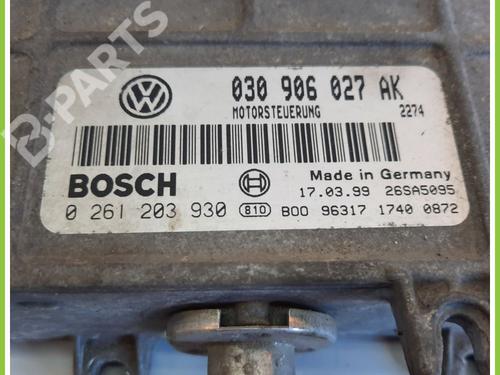 B-PARTS
030 906 027 AK
MOTORSTEUERUNG 2274
BOSCH
Made in Germany
17.03.99 26SA5095
0 261 203 930 B10 B00 96317 1740 0872